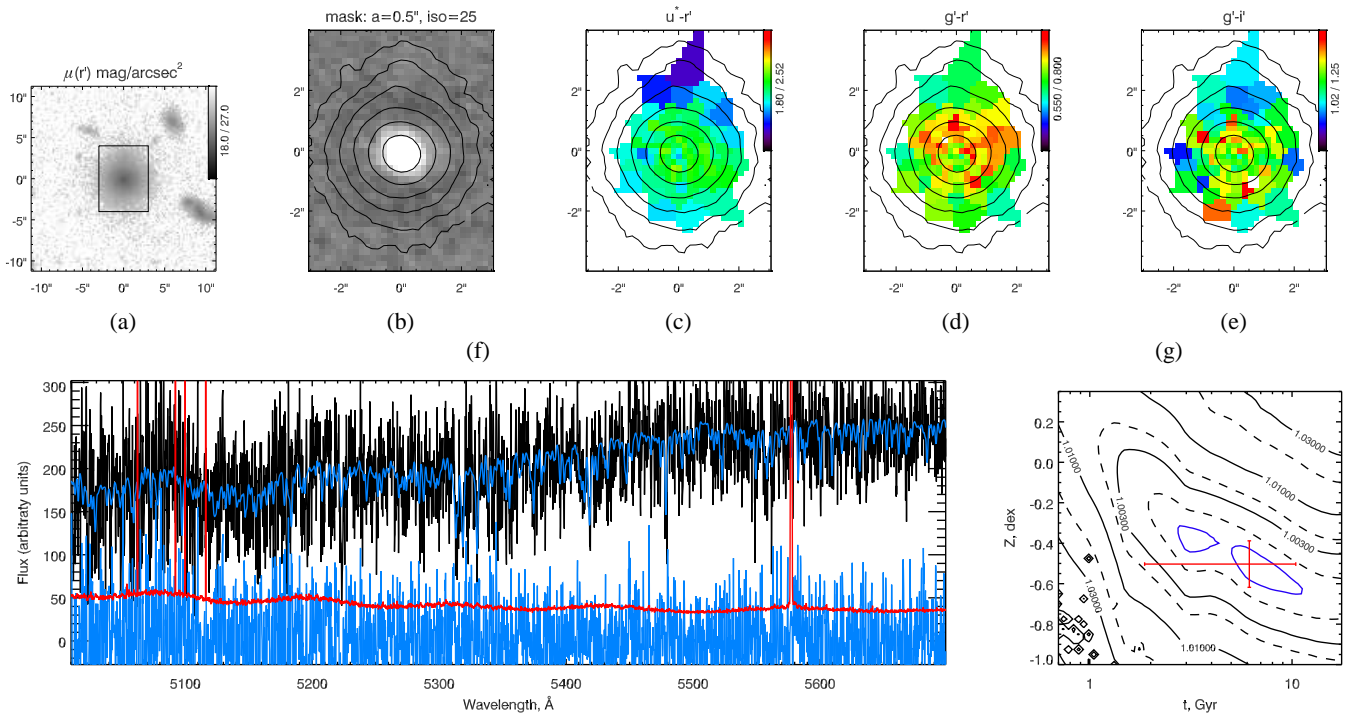 μ(r') mag/arcsec²
10"
5"
0"
-5"
-10"
-10" -5" 0" 5" 10"
18.0 / 27.0
(a)
mask: a=0.5", iso=25
2"
0"
-2"
0" 2"
(b)
u*-r'
2"
0"
-2"
0" 2"
1.80 / 2.52
(c)
g'-r'
2"
0"
-2"
0" 2"
0.550 / 0.800
(d)
g'-i'
2"
0"
-2"
0" 2"
1.02 / 1.25
(e)
(f)
Flux (arbitraty units)
300
250
200
150
100
50
0
5100 5200 5300 5400 5500 5600
Wavelength, Å
(g)
Z, dex
0.2
0.0
-0.2
-0.4
-0.6
-0.8
-1.0
1 10
t, Gyr
1.03000
1.01000
1.01000
1.00300
1.00300
1.03000
1.01000